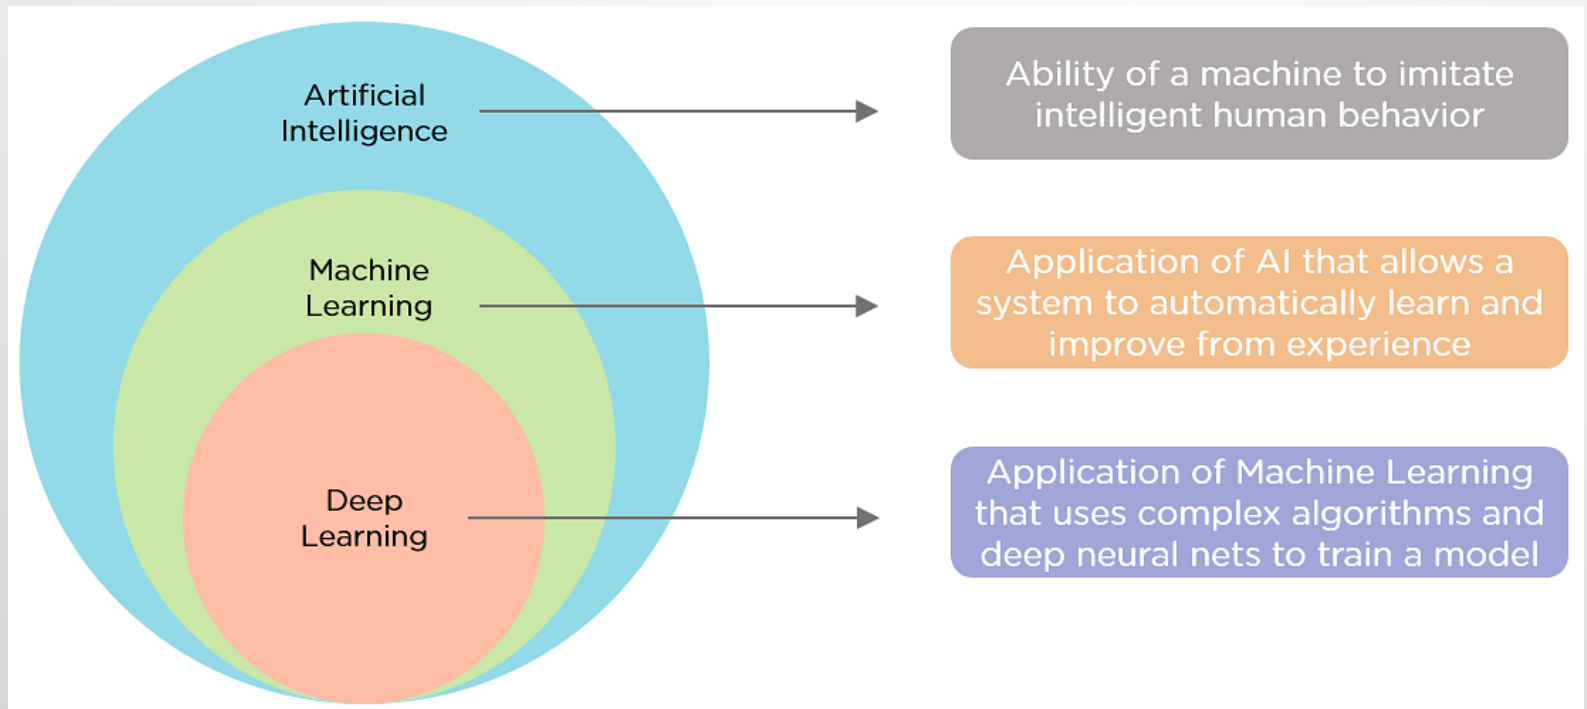 Artificial
Intelligence
Ability of a machine to imitate
intelligent human behavior
Machine
Learning
Application of AI that allows a
system to automatically learn and
improve from experience
Deep
Learning
Application of Machine Learning
that uses complex algorithms and
deep neural nets to train a model